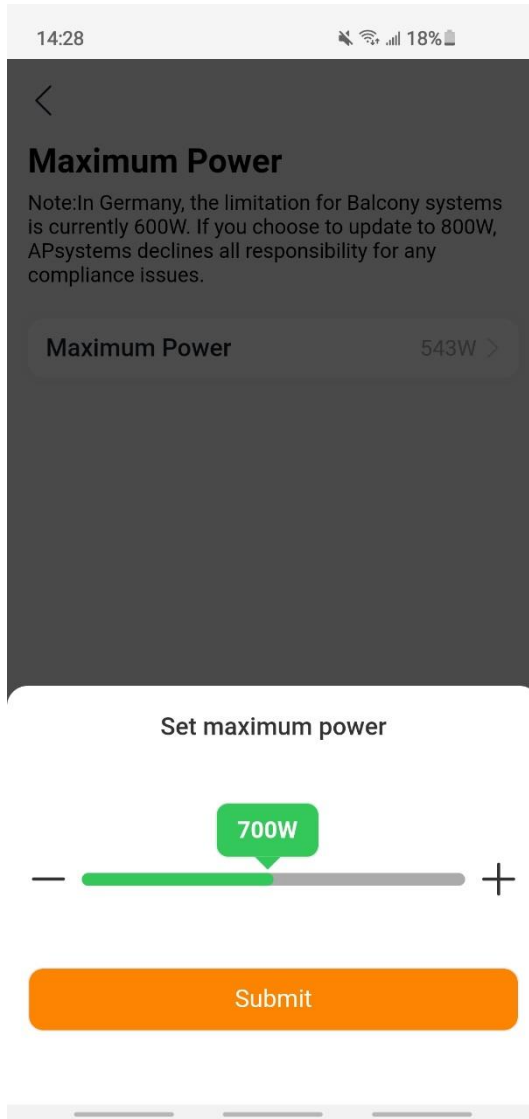 14:28 18%
Maximum Power
Note:In Germany, the limitation for Balcony systems
is currently 600W. If you choose to update to 800W,
APsystems declines all responsibility for any
compliance issues.
Maximum Power 543W
Set maximum power
700W
Submit